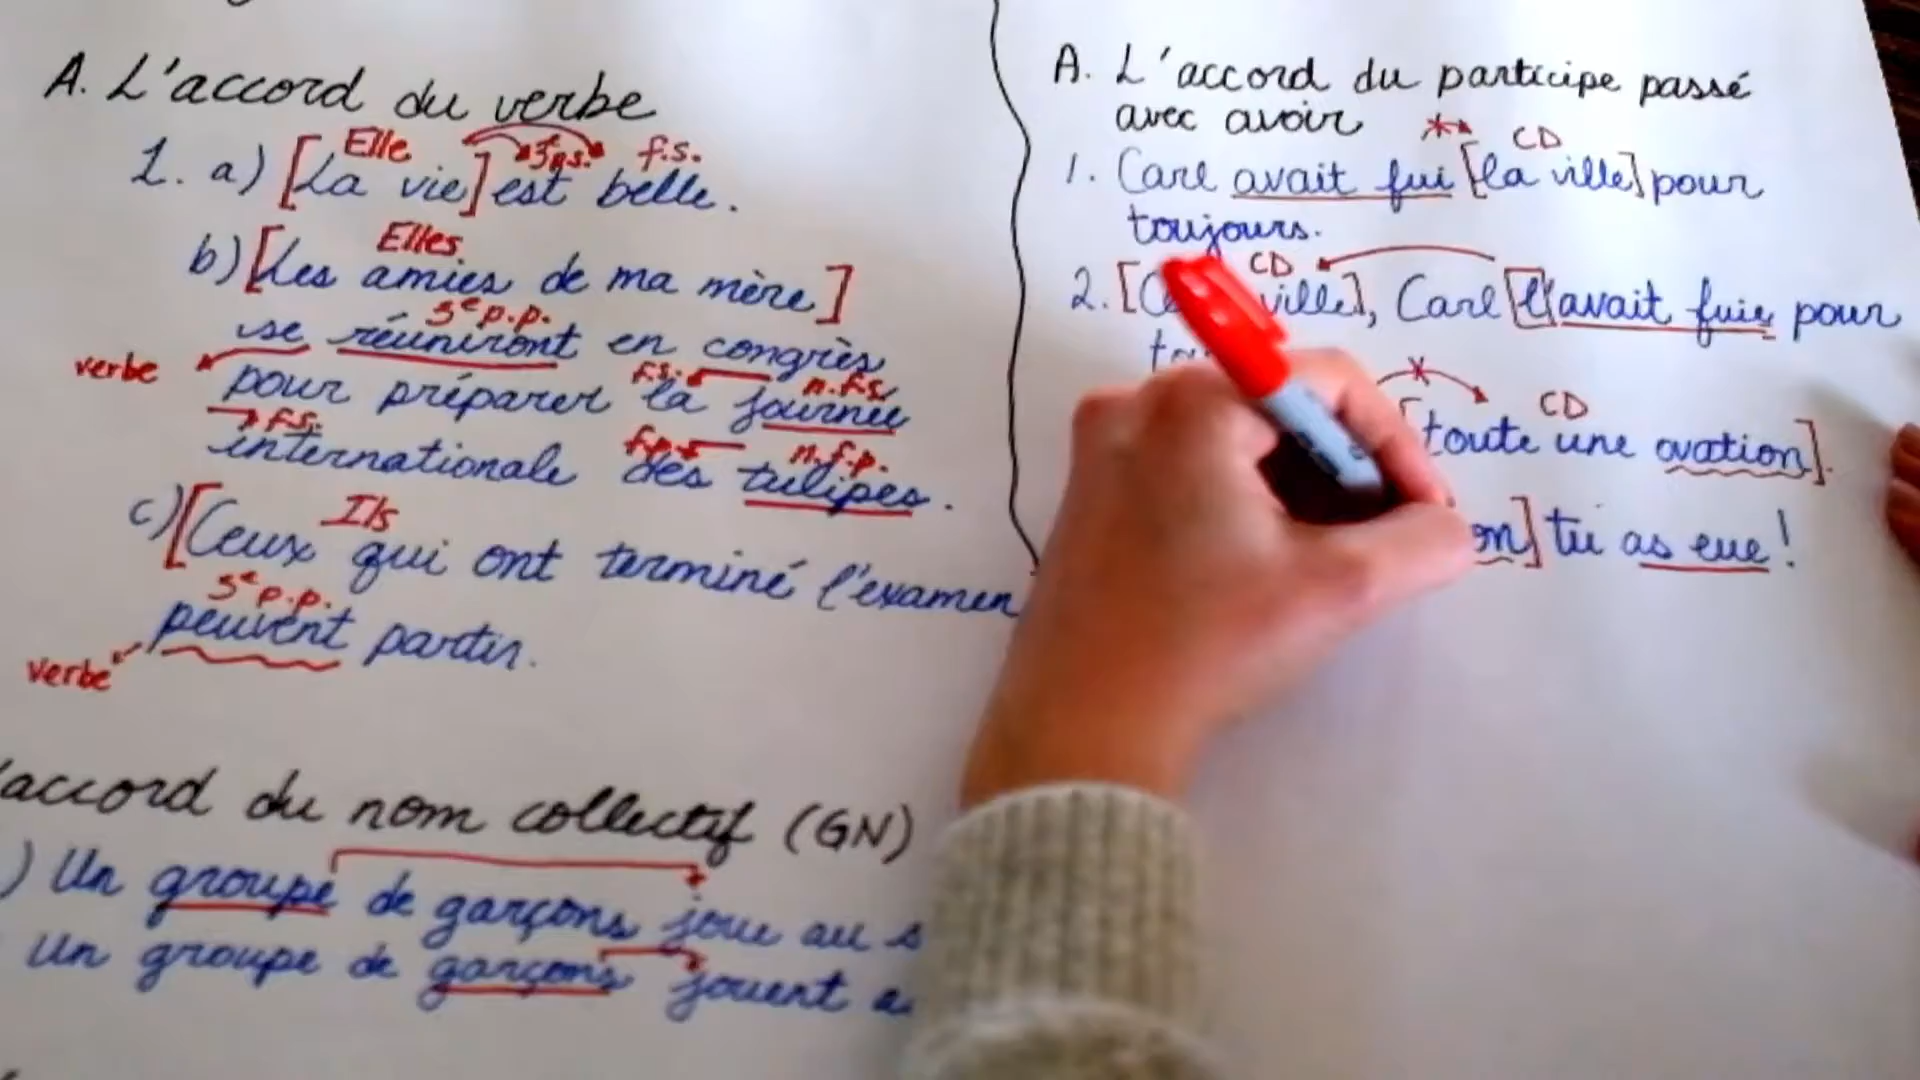 A. L'accord du verbe
Elle 3e p.s. f.s.
1. a) [La vie] est belle.
Elles
b) [Les amies de ma mère]
3e p.p.
se réuniront en congrès
verbe f.s. n.f.s.
pour préparer la journée
f.s. f.p. n.f.p.
internationale des tulipes.
Ils
c) [Ceux qui ont terminé l'examen
3e p.p.
peuvent partir.
verbe
accord du nom collectif (GN)
) Un groupe de garçons joue au
Un groupe de garçons jouent
A. L'accord du participe passé
avec avoir
CD
1. Carl avait fui [la ville] pour
toujours.
CD
2. [ ville], Carl l'avait fuie pour
CD
[toute une ovation].
] tu as eue!